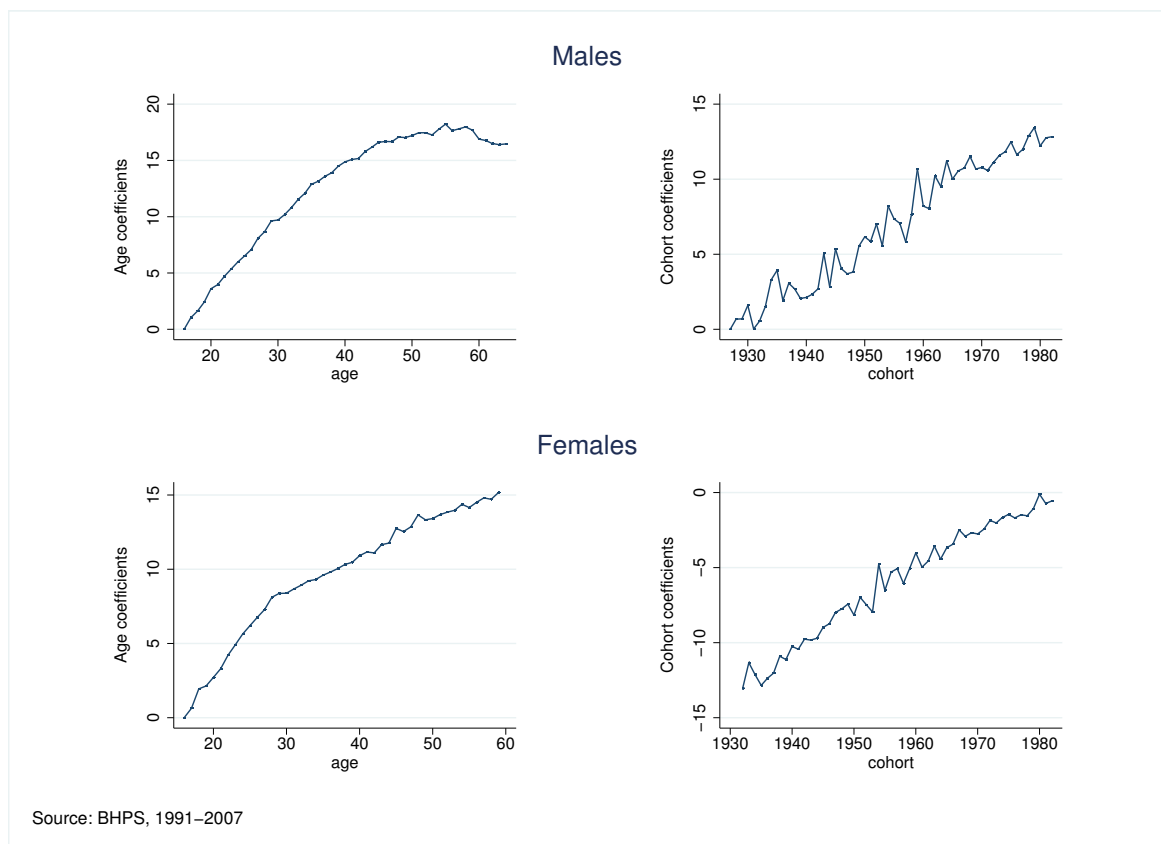 Males
Age coefficients
0
5
10
15
20
20 30 40 50 60
age
Cohort coefficients
0
5
10
15
1930 1940 1950 1960 1970 1980
cohort
Females
Age coefficients
0
5
10
15
20 30 40 50 60
age
Cohort coefficients
−15
−10
−5
0
1930 1940 1950 1960 1970 1980
cohort
Source: BHPS, 1991−2007